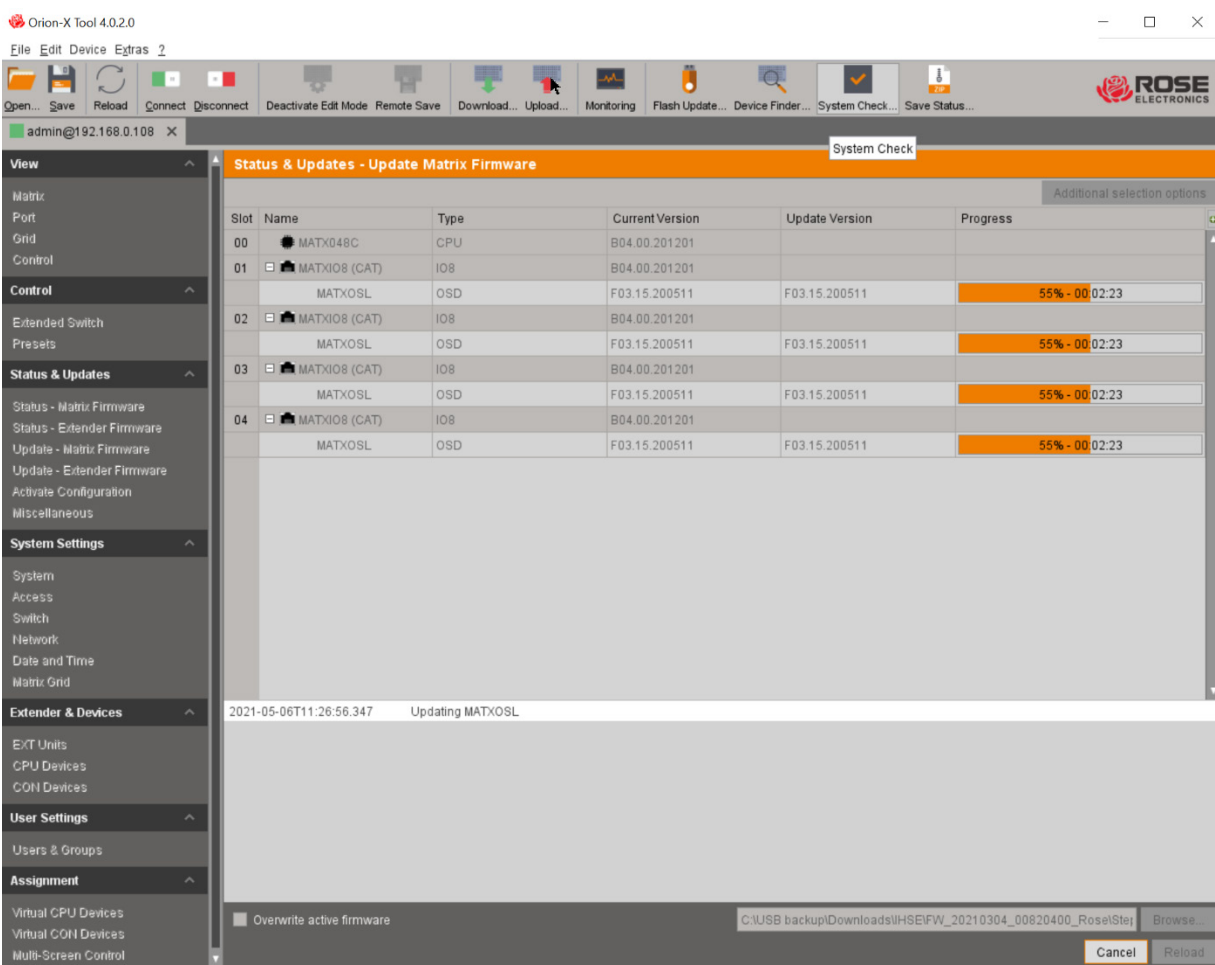 Orion-X Tool 4.0.2.0
File Edit Device Extras ?
Open... Save Reload Connect Disconnect Deactivate Edit Mode Remote Save Download... Upload... Monitoring Flash Update... Device Finder... System Check... Save Status...
ZIP
ROSE
ELECTRONICS
admin@192.168.0.108
System Check
View
Matrix
Port
Grid
Control
Control
Extended Switch
Presets
Status & Updates
Status - Matrix Firmware
Status - Extender Firmware
Update - Matrix Firmware
Update - Extender Firmware
Activate Configuration
Miscellaneous
System Settings
System
Access
Switch
Network
Date and Time
Matrix Grid
Extender & Devices
EXT Units
CPU Devices
CON Devices
User Settings
Users & Groups
Assignment
Virtual CPU Devices
Virtual CON Devices
Multi-Screen Control
Status & Updates - Update Matrix Firmware
Additional selection options
Slot Name Type Current Version Update Version Progress
00 MATX048C CPU B04.00.201201
01 MATXIO8 (CAT) IO8 B04.00.201201
MATXOSL OSD F03.15.200511 F03.15.200511 55% - 00:02:23
02 MATXIO8 (CAT) IO8 B04.00.201201
MATXOSL OSD F03.15.200511 F03.15.200511 55% - 00:02:23
03 MATXIO8 (CAT) IO8 B04.00.201201
MATXOSL OSD F03.15.200511 F03.15.200511 55% - 00:02:23
04 MATXIO8 (CAT) IO8 B04.00.201201
MATXOSL OSD F03.15.200511 F03.15.200511 55% - 00:02:23
2021-05-06T11:26:56.347 Updating MATXOSL
Overwrite active firmware
C:\USB backup\Downloads\IHSE\FW_20210304_00820400_Rose\Step
Browse...
Cancel Reload